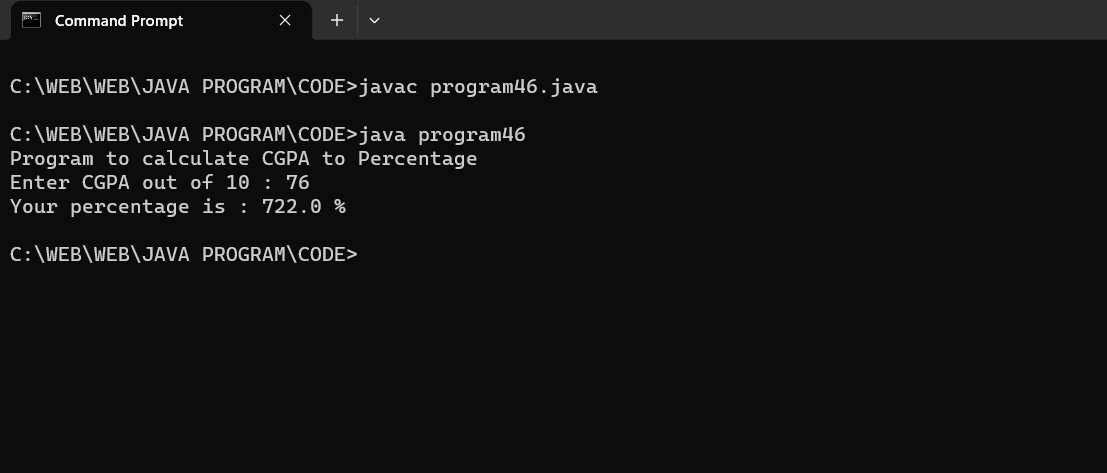 Command Prompt
C:\WEB\WEB\JAVA PROGRAM\CODE>javac program46.java
C:\WEB\WEB\JAVA PROGRAM\CODE>java program46
Program to calculate CGPA to Percentage
Enter CGPA out of 10 : 76
Your percentage is : 722.0 %
C:\WEB\WEB\JAVA PROGRAM\CODE>